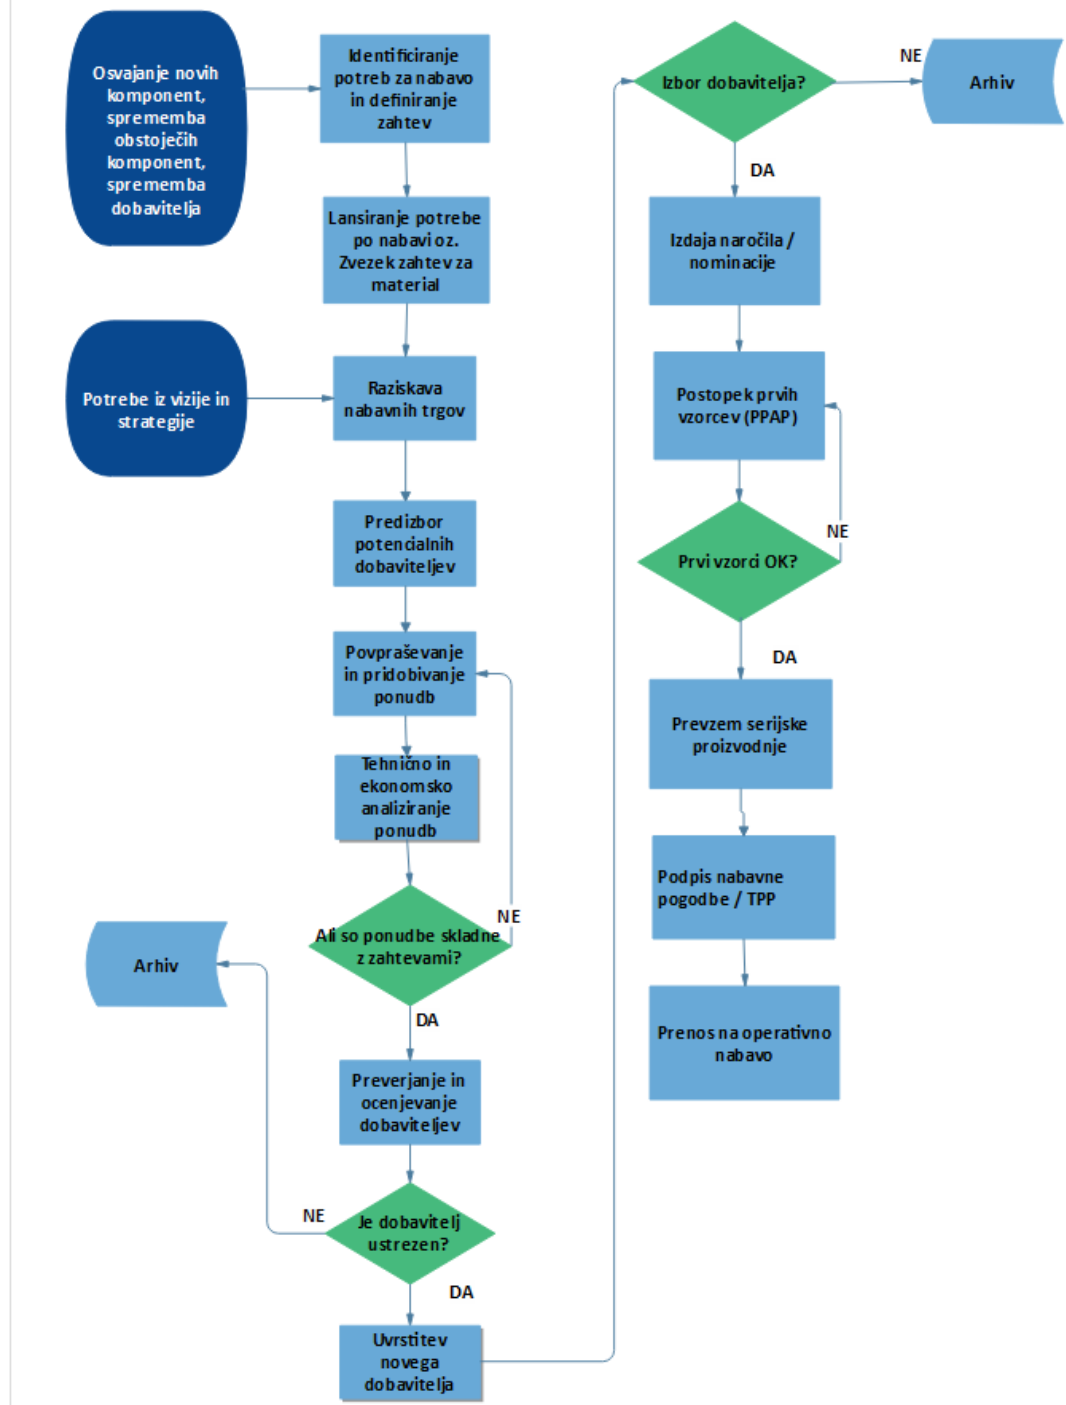 Osvajanje novih
komponent,
sprememba
obstoječih
komponent,
sprememba
dobavitelja
Identificiranje
potreb za nabavo
in definiranje
zahtev
Lansiranje potrebe
po nabavi oz.
Zvezek zahtev za
material
Potrebe iz vizije in
strategije
Raziskava
nabavnih trgov
Predizbor
potencialnih
dobaviteljev
Povpraševanje
in pridobivanje
ponudb
Tehnično in
ekonomsko
analiziranje
ponudb
Ali so ponudbe skladne
z zahtevami?
NE
DA
Arhiv
Preverjanje in
ocenjevanje
dobaviteljev
Je dobavitelj
ustrezen?
NE
DA
Uvrstitev
novega
dobavitelja
Izbor dobavitelja?
NE
Arhiv
DA
Izdaja naročila /
nominacije
Postopek prvih
vzorcev (PPAP)
NE
Prvi vzorci OK?
DA
Prevzem serijske
proizvodnje
Podpis nabavne
pogodbe / TPP
Prenos na operativno
nabavo